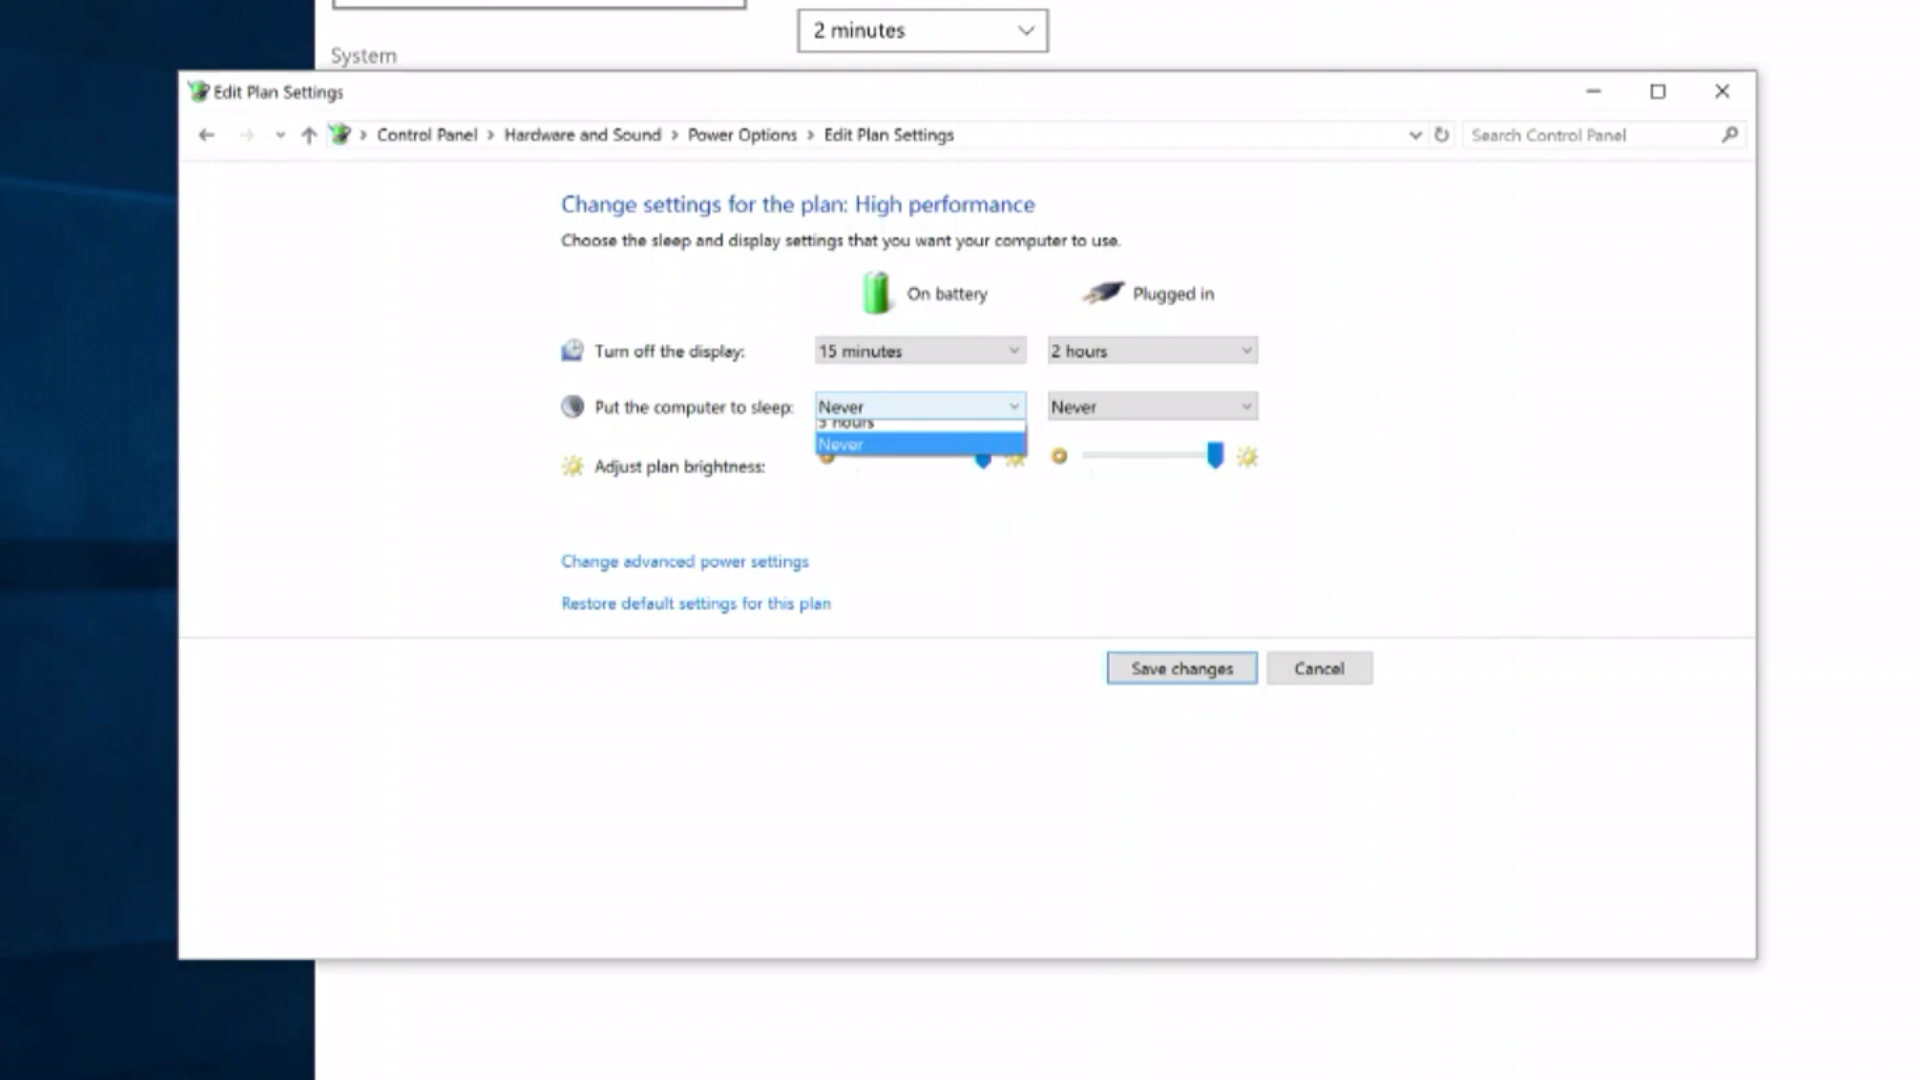 2 minutes
System
Edit Plan Settings
Control Panel > Hardware and Sound > Power Options > Edit Plan Settings
Search Control Panel
Change settings for the plan: High performance
Choose the sleep and display settings that you want your computer to use.
On battery
Plugged in
Turn off the display:
15 minutes
2 hours
Put the computer to sleep:
Never
Never
hours
Never
Adjust plan brightness:
Change advanced power settings
Restore default settings for this plan
Save changes
Cancel